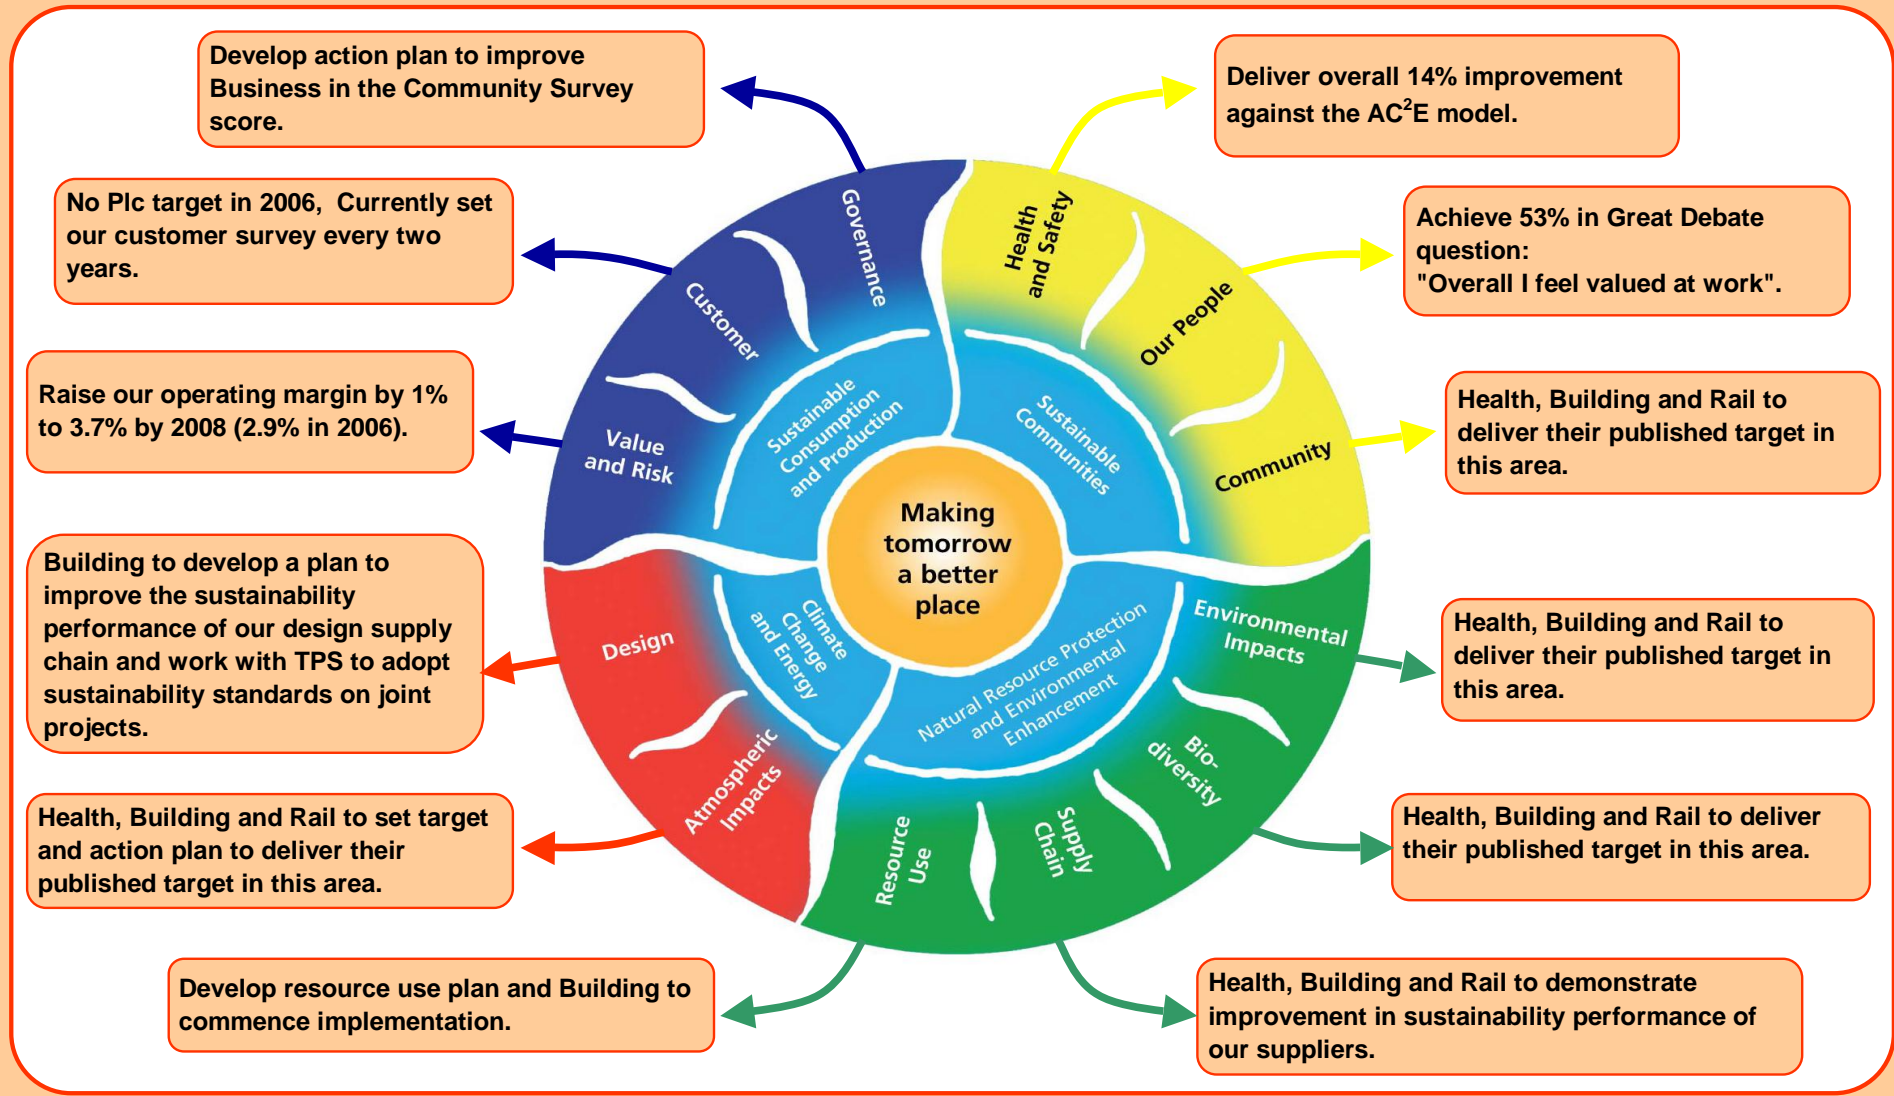 Develop action plan to improve
Business in the Community Survey
score.
Deliver overall 14% improvement
against the AC²E model.
No Plc target in 2006,  Currently set
our customer survey every two
years.
Achieve 53% in Great Debate
question:
"Overall I feel valued at work".
Raise our operating margin by 1%
to 3.7% by 2008 (2.9% in 2006).
Health, Building and Rail to
deliver their published target in
this area.
Building to develop a plan to
improve the sustainability
performance of our design supply
chain and work with TPS to adopt
sustainability standards on joint
projects.
Health, Building and Rail to
deliver their published target in
this area.
Health, Building and Rail to set target
and action plan to deliver their
published target in this area.
Health, Building and Rail to deliver
their published target in this area.
Develop resource use plan and Building to
commence implementation.
Health, Building and Rail to demonstrate
improvement in sustainability performance of
our suppliers.
Governance
Customer
Value
and Risk
Health
and Safety
Our People
Community
Sustainable
Consumption
and Production
Sustainable
Communities
Making
tomorrow
a better
place
Design
Atmospheric
Impacts
Climate
Change
and Energy
Natural Resource Protection
and Environmental
Enhancement
Environmental
Impacts
Bio-
diversity
Supply
Chain
Resource
Use